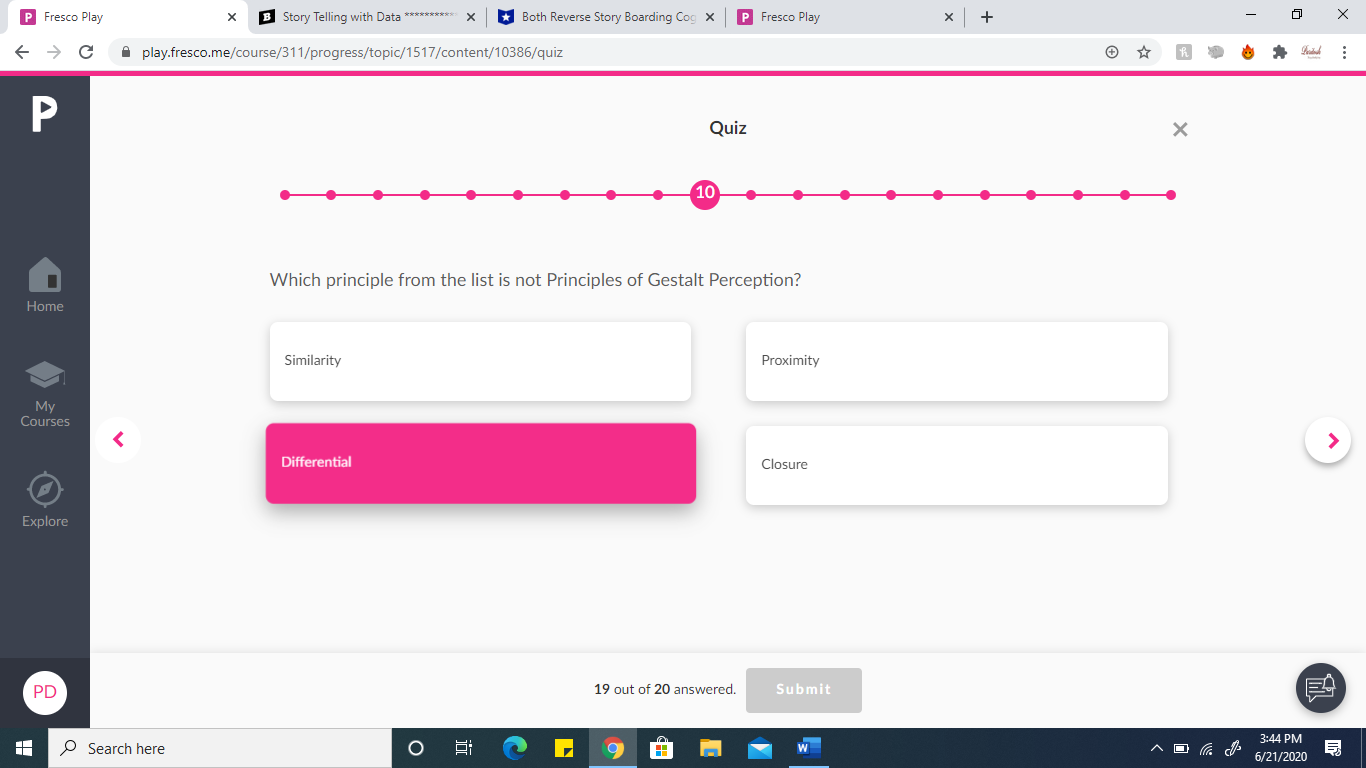 Fresco Play
Story Telling with Data **********
Both Reverse Story Boarding Cog
Fresco Play
play.fresco.me/course/311/progress/topic/1517/content/10386/quiz
Quiz
10
Which principle from the list is not Principles of Gestalt Perception?
Similarity
Proximity
Differential
Closure
Home
My
Courses
Explore
PD
19 out of 20 answered.
Submit
Search here
3:44 PM
6/21/2020